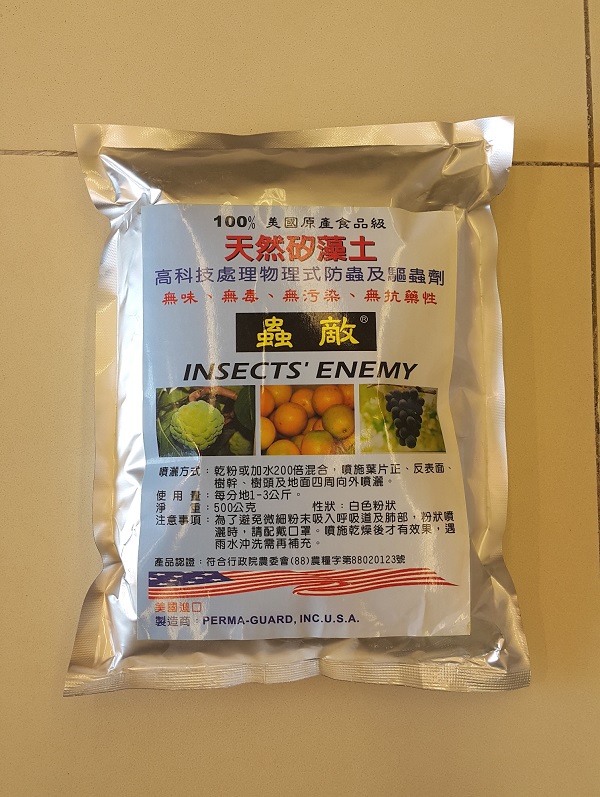 100% 美國原產食品級
天然矽藻土
高科技處理物理式防蟲及驅蟲劑
無味、無毒、無污染、無抗藥性
蟲敵®
INSECTS' ENEMY
噴灑方式：乾粉或加水200倍混合，噴施葉片正、反表面、
樹幹、樹頭及地面四周向外噴灑。
使用量：每分地1-3公斤。
淨重：500公克 性狀：白色粉狀
注意事項：為了避免微細粉末吸入呼吸道及肺部，粉狀噴
灑時，請配戴口罩。噴施乾燥後才有效果，遇
雨水沖洗需再補充。
產品認證：符合行政院農委會(88)農糧字第88020123號
美國進口
製造商：PERMA-GUARD, INC.U.S.A.